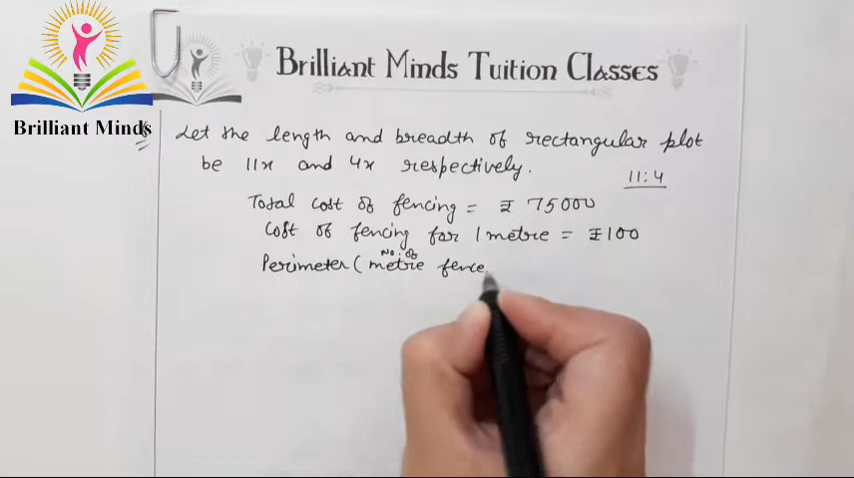 Brilliant Minds Tuition Classes
Brilliant Minds
Let the length and breadth of rectangular plot
be 11x and 4x respectively.
11:4
Total cost of fencing = ₹ 75000
Cost of fencing for 1 metre = ₹100
No. of
Perimeter ( metre fence